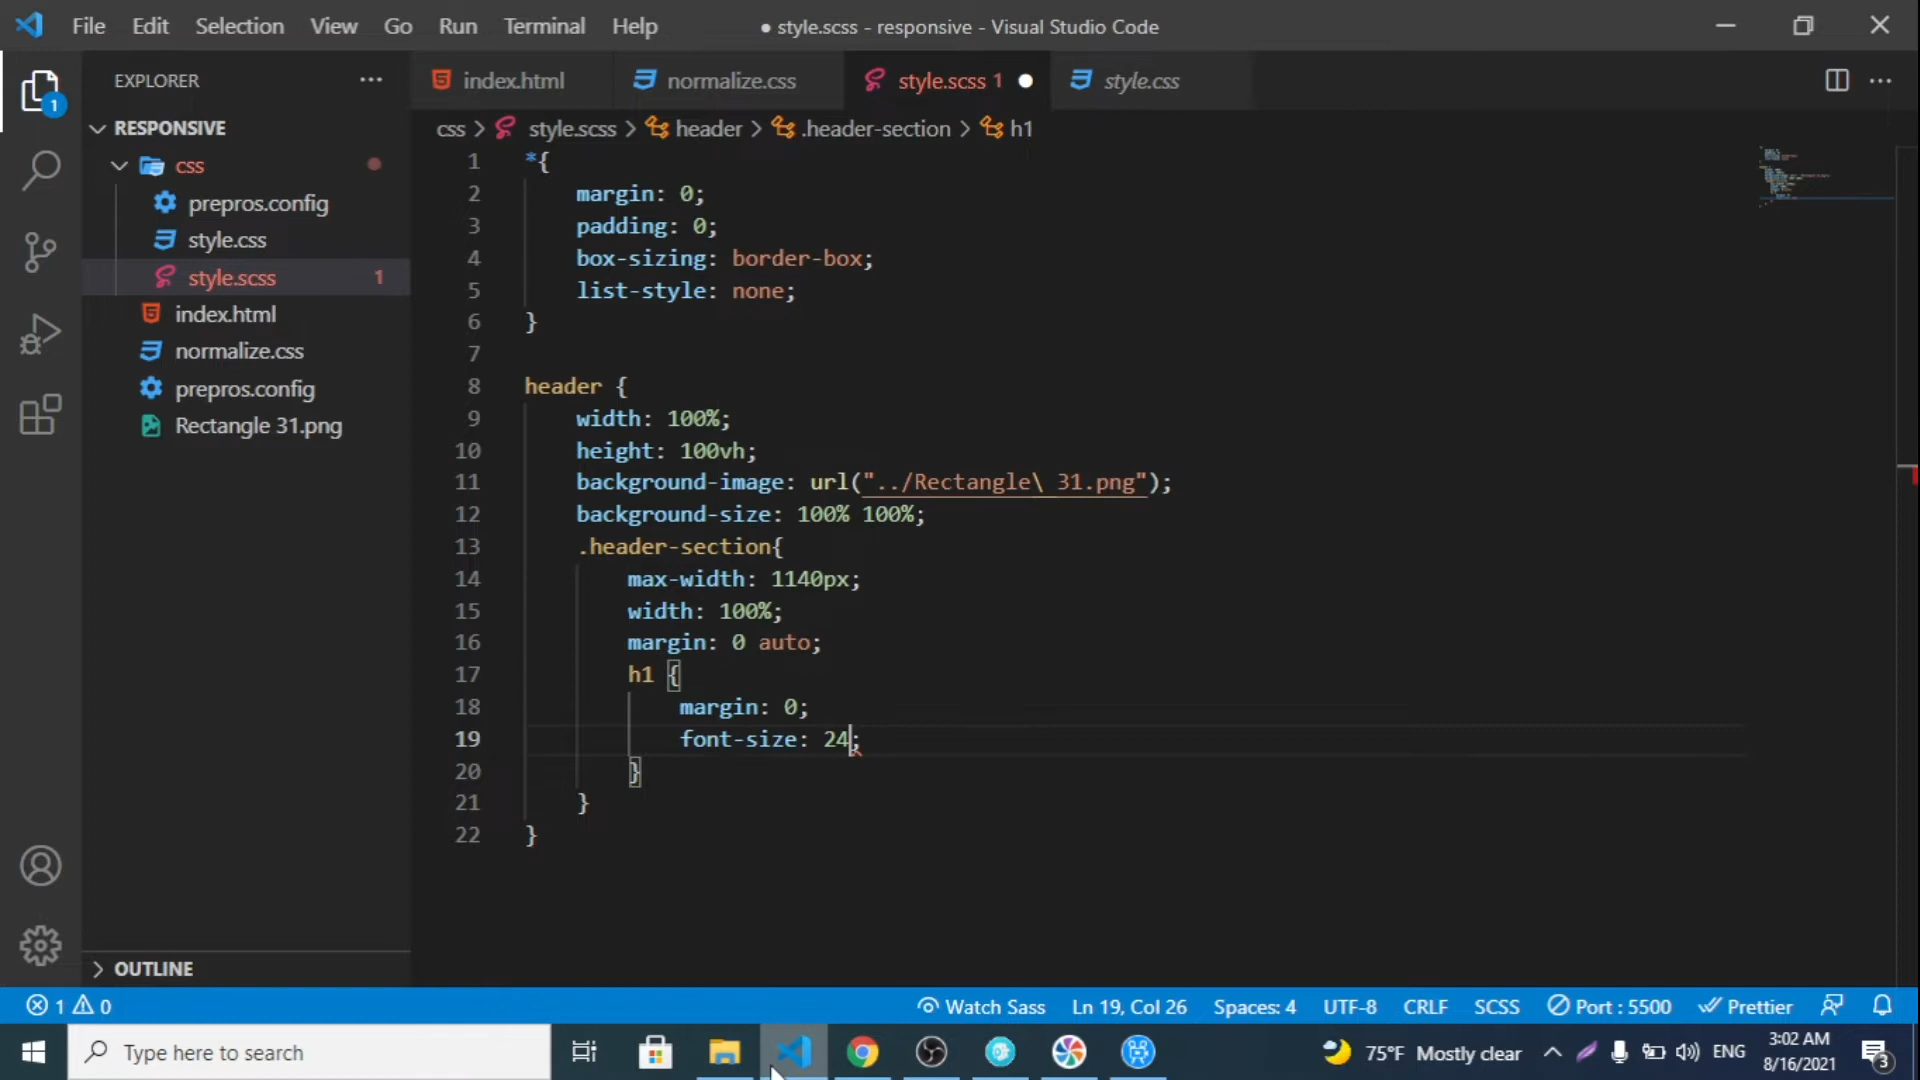 File Edit Selection View Go Run Terminal Help ● style.scss - responsive - Visual Studio Code
EXPLORER ··· index.html normalize.css style.scss 1 ● style.css ···
RESPONSIVE
css > style.scss > header > .header-section > h1
css
prepros.config
style.css
style.scss 1
index.html
normalize.css
prepros.config
Rectangle 31.png
1
OUTLINE
1 *{
2 margin: 0;
3 padding: 0;
4 box-sizing: border-box;
5 list-style: none;
6 }
7
8 header {
9 width: 100%;
10 height: 100vh;
11 background-image: url("../Rectangle\ 31.png");
12 background-size: 100% 100%;
13 .header-section{
14 max-width: 1140px;
15 width: 100%;
16 margin: 0 auto;
17 h1 {
18 margin: 0;
19 font-size: 24;
20 }
21 }
22 }
1 0 Watch Sass Ln 19, Col 26 Spaces: 4 UTF-8 CRLF SCSS Port : 5500 Prettier
Type here to search 75°F Mostly clear ENG 3:02 AM
8/16/2021
3